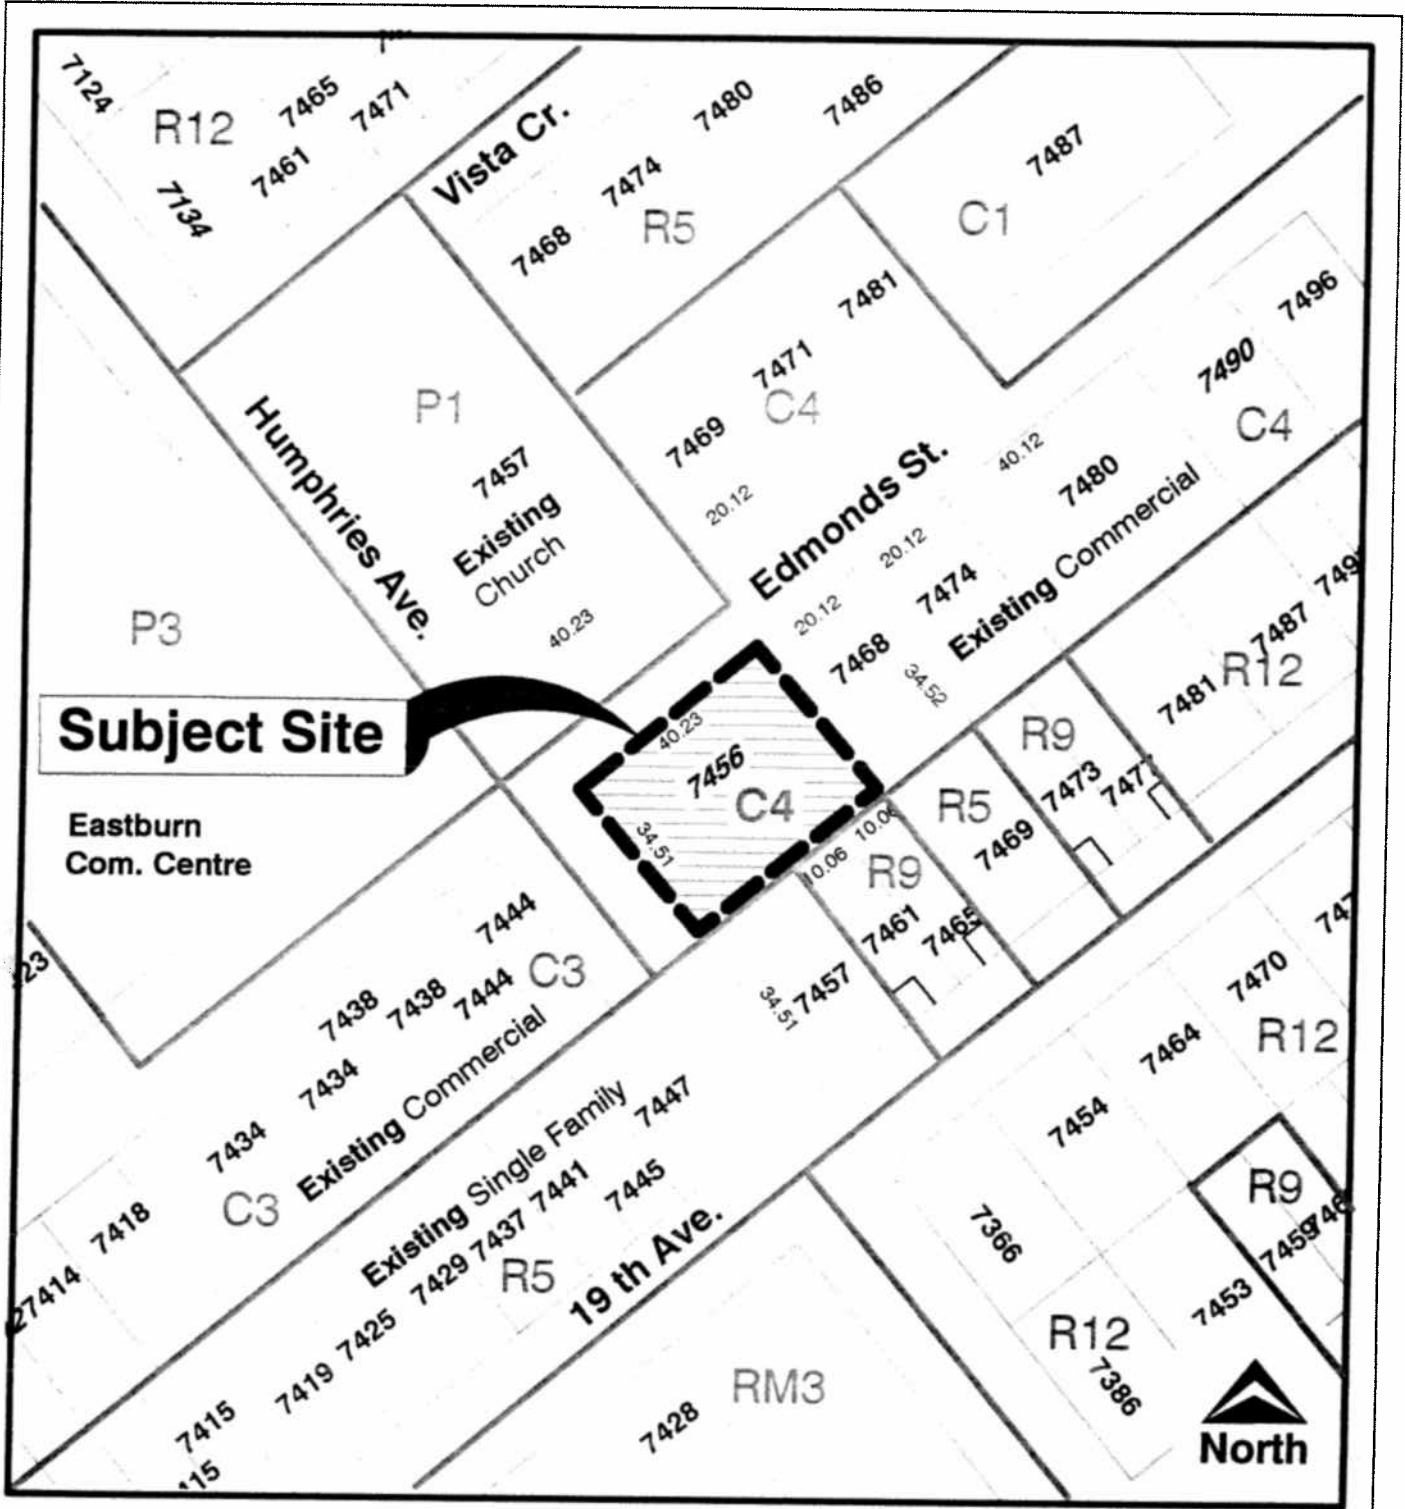 7124
R12
7465
7471
7461
7134
Vista Cr.
7480
7486
7474
R5
7468
7487
C1
7481
7471
C4
7469
20.12
7496
7490
C4
40.12
7480
P1
7457
Existing
Church
40.23
Humphries Ave.
Edmonds St.
20.12
20.12
7474
7468
34.52
Existing Commercial
P3
Subject Site
Eastburn
Com. Centre
40.23
7456
C4
34.51
10.06
R9
7461
7465
R5
7469
R9
7473
7481
R12
7487
7444
C3
7438
7438
7444
7434
7434
Existing Commercial
C3
7418
27414
34.51
7457
Existing Single Family
7447
7445
7441
7437
7429
R5
7425
7419
7415
19 th Ave.
RM3
7428
7470
R12
7464
7454
7366
R9
7459
7453
R12
7386
North